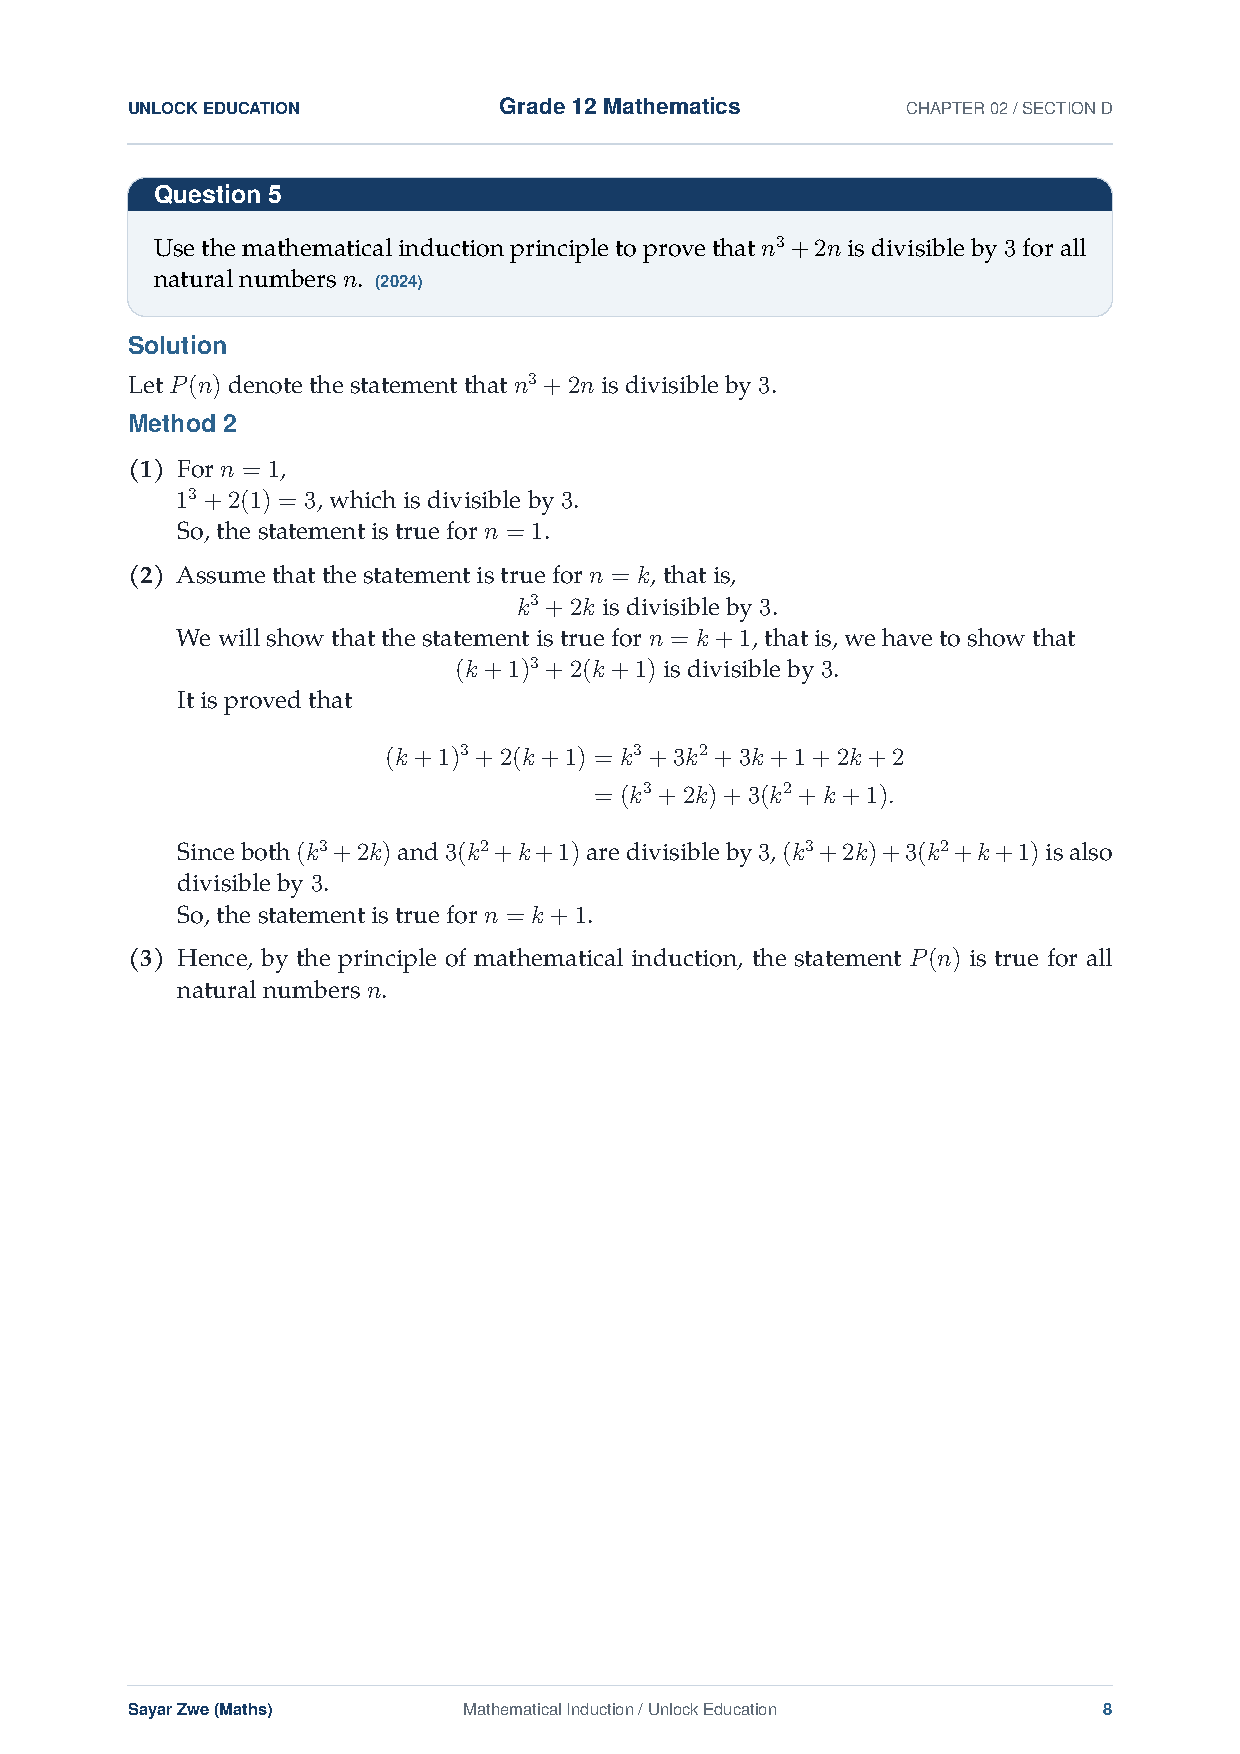 UNLOCK EDUCATION Grade 12 Mathematics CHAPTER 02 / SECTION D
Question 5
Use the mathematical induction principle to prove that n³ + 2n is divisible by 3 for all
natural numbers n. (2024)
Solution
Let P(n) denote the statement that n³ + 2n is divisible by 3.
Method 2
(1) For n = 1,
1³ + 2(1) = 3, which is divisible by 3.
So, the statement is true for n = 1.
(2) Assume that the statement is true for n = k, that is,
k³ + 2k is divisible by 3.
We will show that the statement is true for n = k + 1, that is, we have to show that
(k + 1)³ + 2(k + 1) is divisible by 3.
It is proved that
(k + 1)³ + 2(k + 1) = k³ + 3k² + 3k + 1 + 2k + 2
= (k³ + 2k) + 3(k² + k + 1).
Since both (k³ + 2k) and 3(k² + k + 1) are divisible by 3, (k³ + 2k) + 3(k² + k + 1) is also
divisible by 3.
So, the statement is true for n = k + 1.
(3) Hence, by the principle of mathematical induction, the statement P(n) is true for all
natural numbers n.
Sayar Zwe (Maths) Mathematical Induction / Unlock Education 8